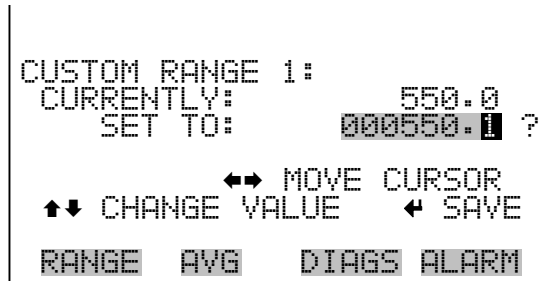 CUSTOM RANGE 1:
CURRENTLY: 550.0
SET TO: 000550.1 ?
⬅➡ MOVE CURSOR
⬆⬇ CHANGE VALUE ↵ SAVE
RANGE AVG DIAGS ALARM